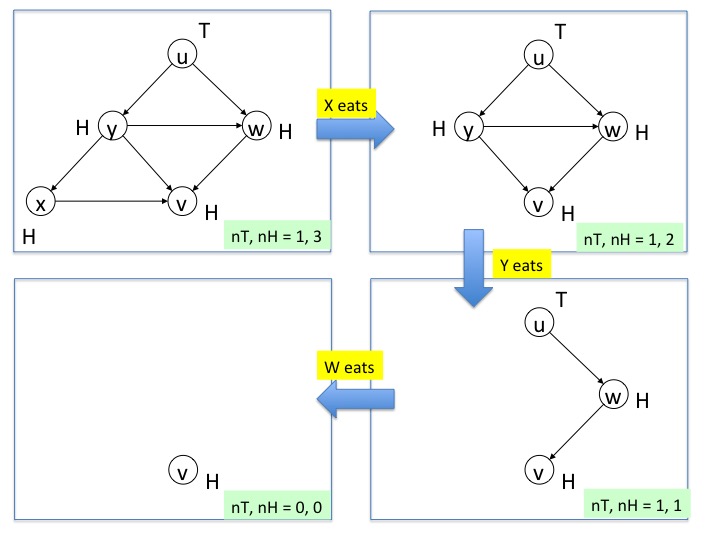 T
u
H y w H
x v H
H
nT, nH = 1, 3
X eats
T
u
H y w H
v H
nT, nH = 1, 2
Y eats
T
u
w H
v H
nT, nH = 1, 1
W eats
v H
nT, nH = 0, 0